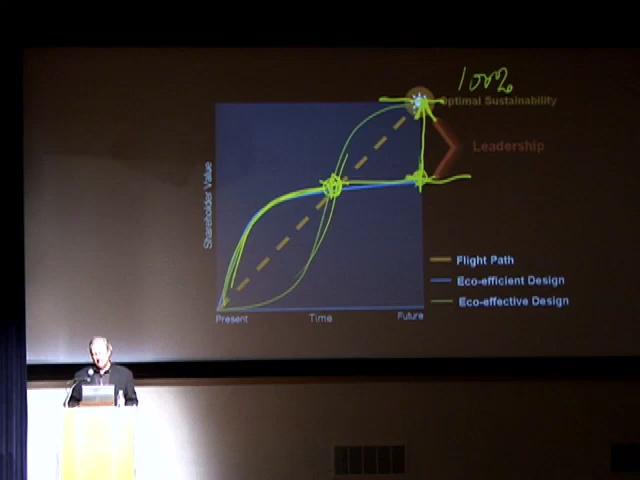 100%
Optimal Sustainability
Leadership
Shareholder Value
Flight Path
Eco-efficient Design
Eco-effective Design
Present
Time
Future